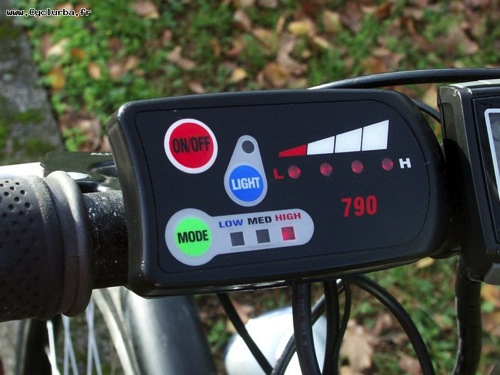 www.Cyclurba.fr
ON/OFF
LIGHT
L H
790
MODE
LOW MED HIGH